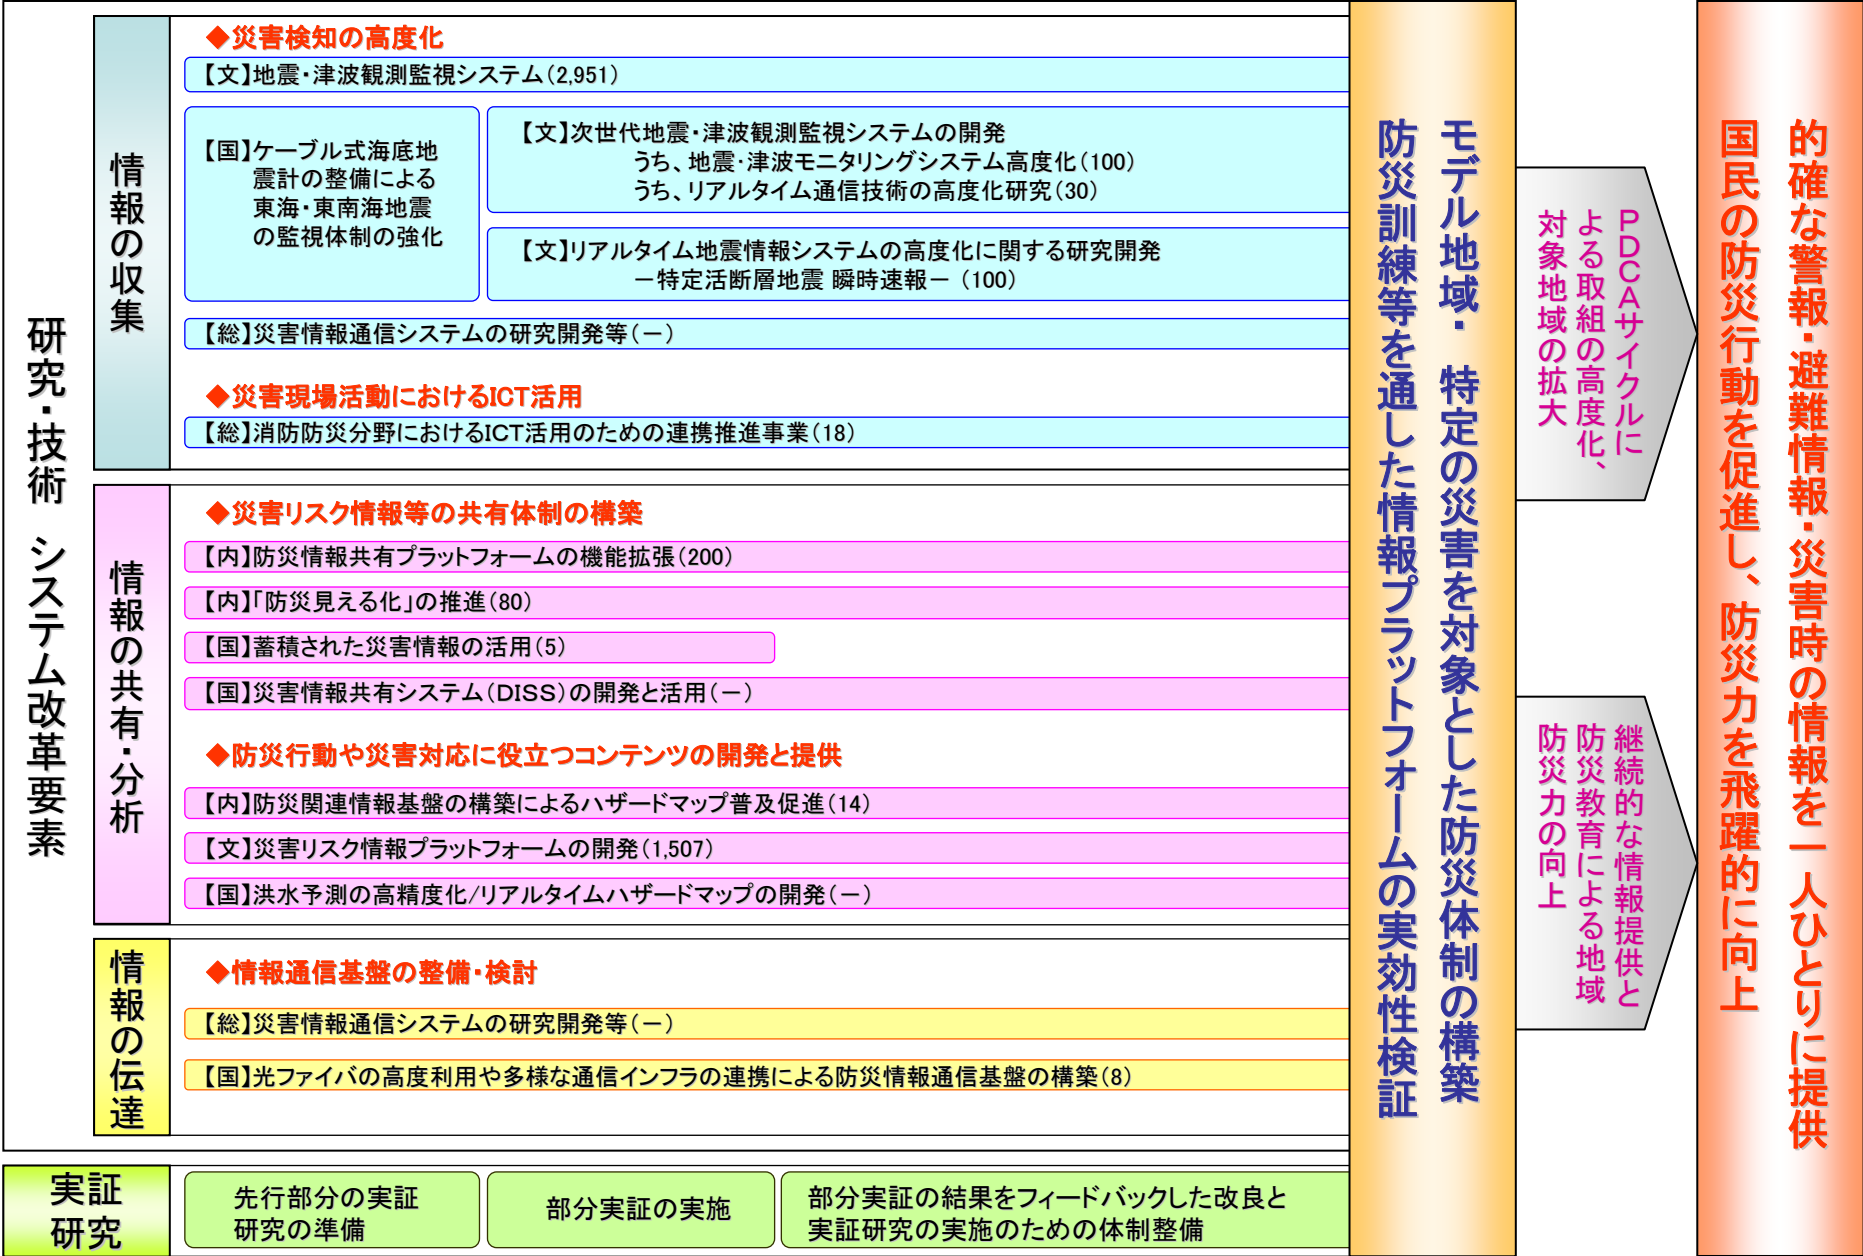 研究・技術 システム改革要素
情報の収集
◆災害検知の高度化
【文】地震・津波観測監視システム(2,951)
【国】ケーブル式海底地
震計の整備による
東海・東南海地震
の監視体制の強化
【文】次世代地震・津波観測監視システムの開発
うち、地震・津波モニタリングシステム高度化(100)
うち、リアルタイム通信技術の高度化研究(30)
【文】リアルタイム地震情報システムの高度化に関する研究開発
－特定活断層地震 瞬時速報－ (100)
【総】災害情報通信システムの研究開発等(－)
◆災害現場活動におけるICT活用
【総】消防防災分野におけるICT活用のための連携推進事業(18)
情報の共有・分析
◆災害リスク情報等の共有体制の構築
【内】防災情報共有プラットフォームの機能拡張(200)
【内】「防災見える化」の推進(80)
【国】蓄積された災害情報の活用(5)
【国】災害情報共有システム(DISS)の開発と活用(－)
◆防災行動や災害対応に役立つコンテンツの開発と提供
【内】防災関連情報基盤の構築によるハザードマップ普及促進(14)
【文】災害リスク情報プラットフォームの開発(1,507)
【国】洪水予測の高精度化/リアルタイムハザードマップの開発(－)
情報の伝達
◆情報通信基盤の整備・検討
【総】災害情報通信システムの研究開発等(－)
【国】光ファイバの高度利用や多様な通信インフラの連携による防災情報通信基盤の構築(8)
実証
研究
先行部分の実証
研究の準備
部分実証の実施
部分実証の結果をフィードバックした改良と
実証研究の実施のための体制整備
モデル地域・ 特定の災害を対象とした防災体制の構築
防災訓練等を通した情報プラットフォームの実効性検証
PDCAサイクルに
よる取組の高度化、
対象地域の拡大
継続的な情報提供と
防災教育による地域
防災力の向上
的確な警報・避難情報・災害時の情報を一人ひとりに提供
国民の防災行動を促進し、防災力を飛躍的に向上